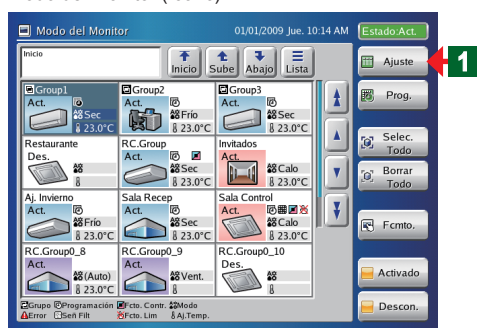 Modo del Monitor
01/01/2009 Jue. 10:14 AM
Estado:Act.
Inicio
Inicio
Sube
Abajo
Lista
Ajuste
1
Prog.
Selec. Todo
Borrar Todo
Fcmto.
Activado
Descon.
Group1
Act.
Sec
23.0°C
Group2
Act.
Frío
23.0°C
Group3
Act.
Sec
23.0°C
Restaurante
Des.
RC.Group
Act.
Sec
23.0°C
Invitados
Act.
Calo
23.0°C
Aj. Invierno
Act.
Frío
23.0°C
Sala Recep
Act.
Sec
23.0°C
Sala Control
Act.
Calo
23.0°C
RC.Group0_8
Act.
(Auto)
23.0°C
RC.Group0_9
Act.
Vent.
RC.Group0_10
Des.
Grupo Programación Fcto. Contr. Modo
Error Señ Filt Fcto. Lim Aj.Temp.